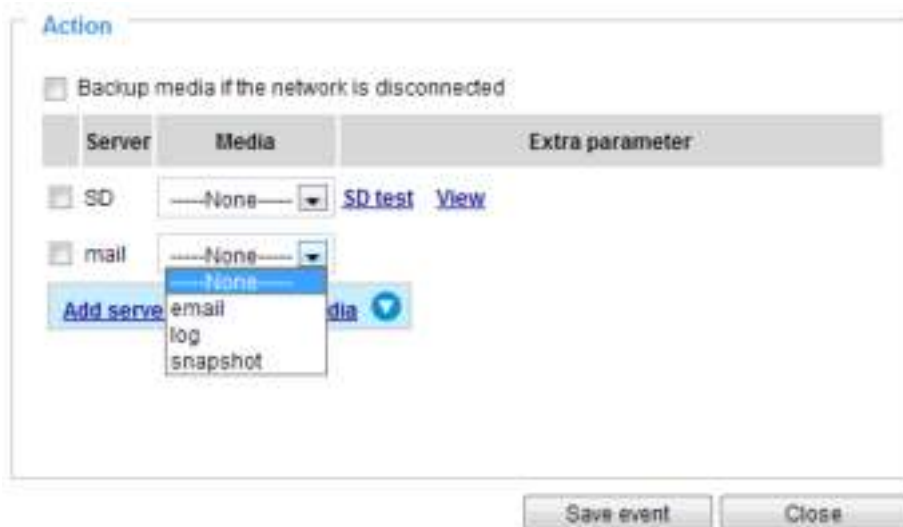 Action
Backup media if the network is disconnected
Server Media Extra parameter
SD -----None----- SD test View
mail -----None-----
-----None-----
Add serve dia
email
log
snapshot
Save event Close